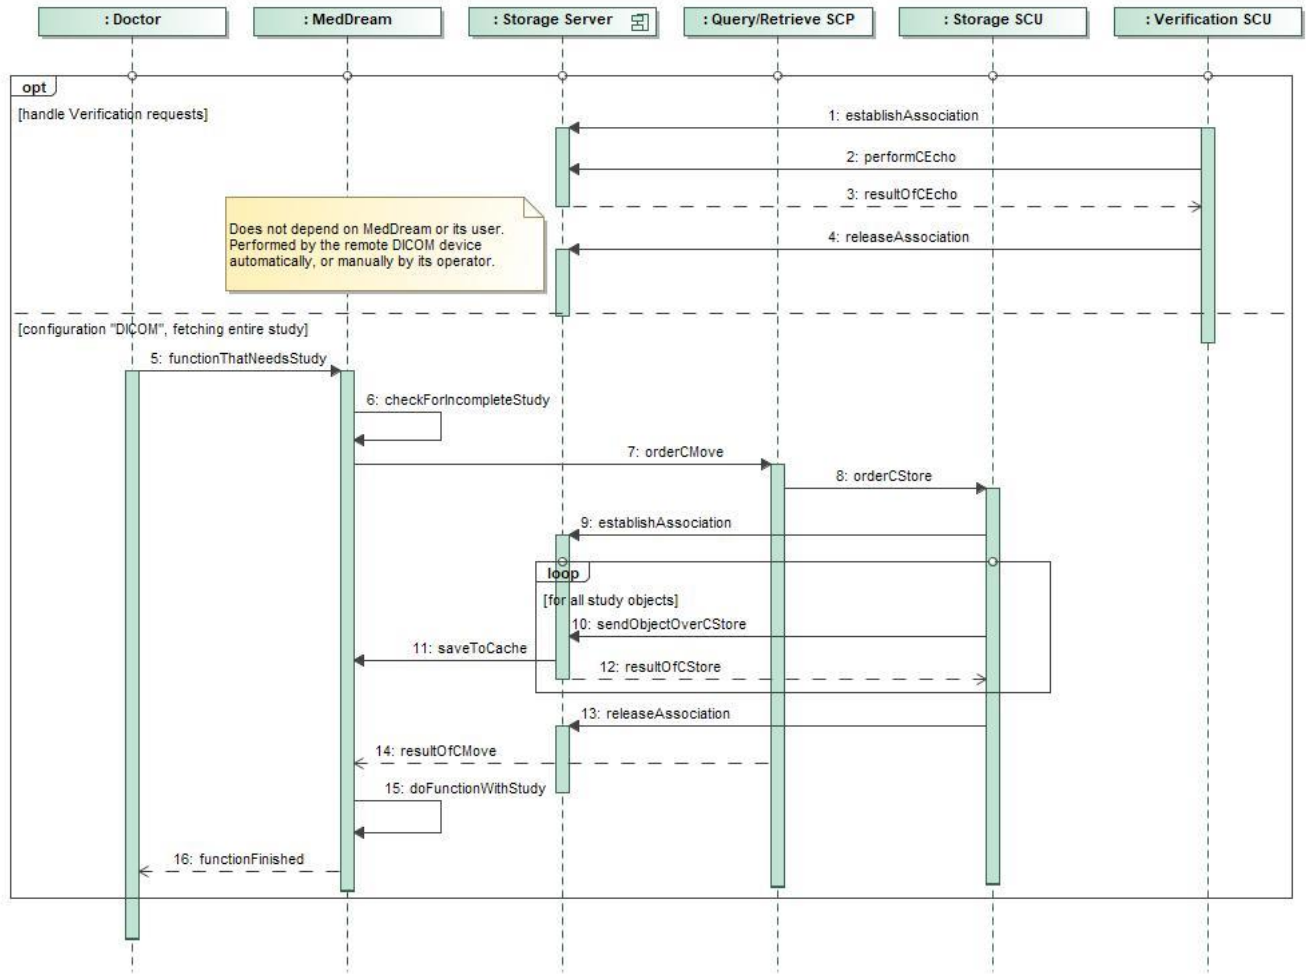 : Doctor
: MedDream
: Storage Server
: Query/Retrieve SCP
: Storage SCU
: Verification SCU
opt
[handle Verification requests]
1: establishAssociation
2: performCEcho
3: resultOfCEcho
Does not depend on MedDream or its user.
Performed by the remote DICOM device
automatically, or manually by its operator.
4: releaseAssociation
[configuration "DICOM", fetching entire study]
5: functionThatNeedsStudy
6: checkForIncompleteStudy
7: orderCMove
8: orderCStore
9: establishAssociation
loop
[for all study objects]
10: sendObjectOverCStore
11: saveToCache
12: resultOfCStore
13: releaseAssociation
14: resultOfCMove
15: doFunctionWithStudy
16: functionFinished